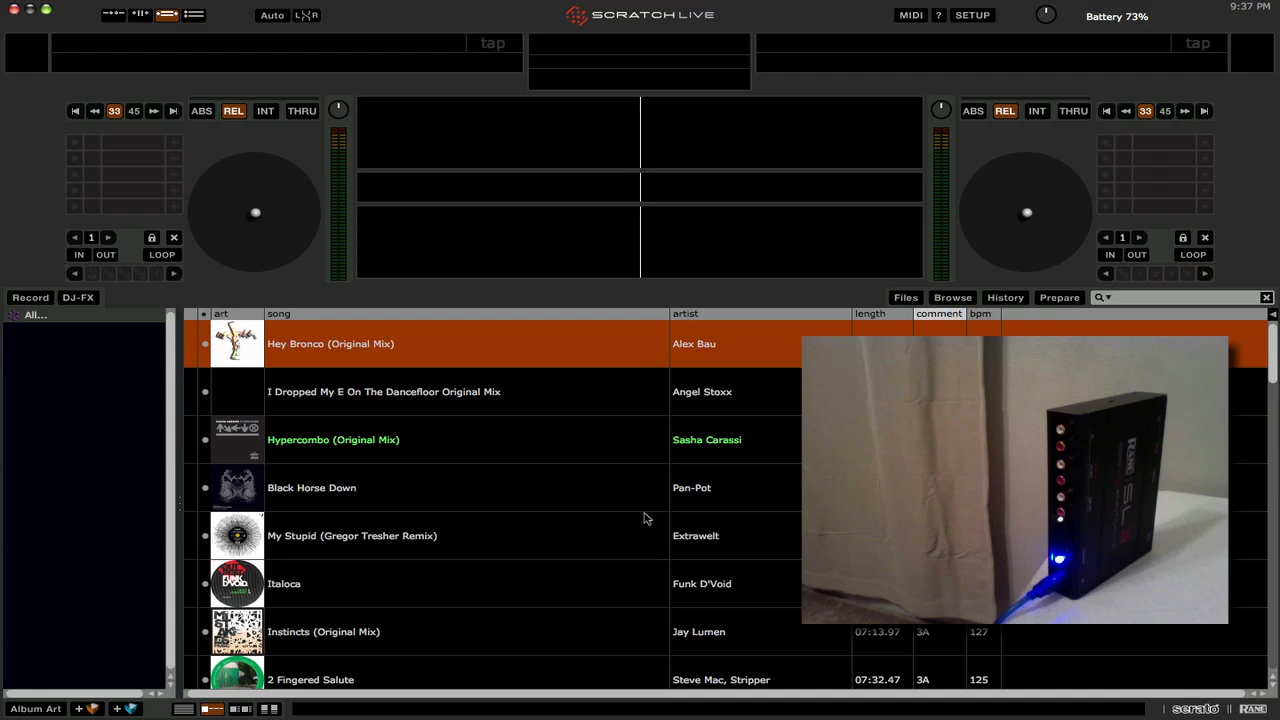 9:37 PM
Auto
SCRATCHLIVE
MIDI ? SETUP
Battery 73%
tap
tap
33 45
ABS REL INT THRU
ABS REL INT THRU
33 45
1
IN OUT LOOP
1
IN OUT LOOP
Record DJ-FX
Files Browse History Prepare
All...
art song artist length comment bpm
Hey Bronco (Original Mix) Alex Bau
I Dropped My E On The Dancefloor Original Mix Angel Stoxx
Hypercombo (Original Mix) Sasha Carassi
Black Horse Down Pan-Pot
My Stupid (Gregor Tresher Remix) Extrawelt
Italoca Funk D'Void
Instincts (Original Mix) Jay Lumen 07:13.97 3A 127
2 Fingered Salute Steve Mac, Stripper 07:32.47 3A 125
RANE SL
Album Art
serato RANE